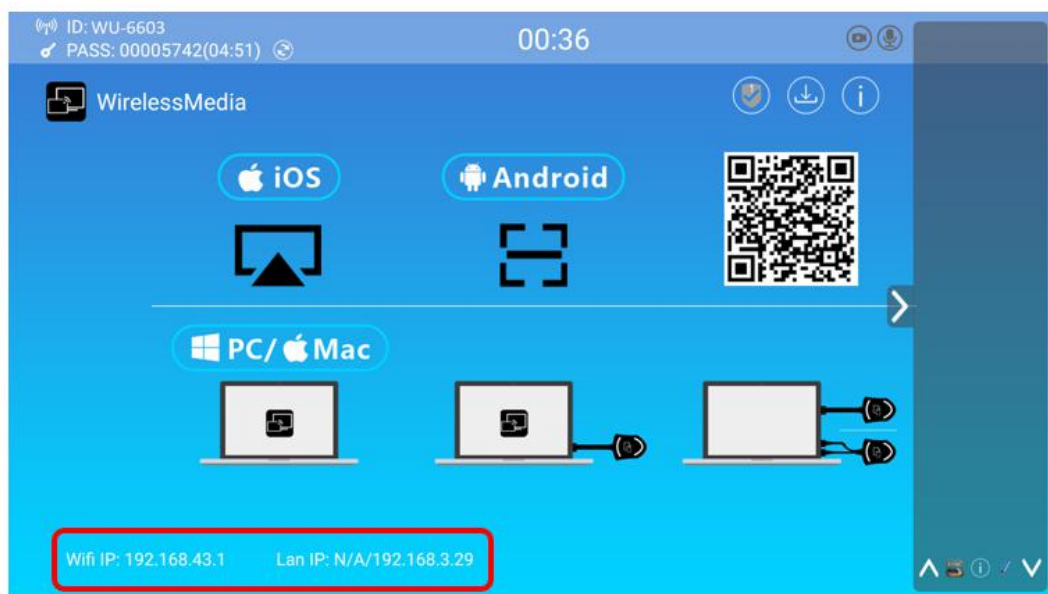 ID: WU-6603
PASS: 00005742(04:51)
00:36
WirelessMedia
iOS
Android
PC/ Mac
Wifi IP: 192.168.43.1 Lan IP: N/A/192.168.3.29